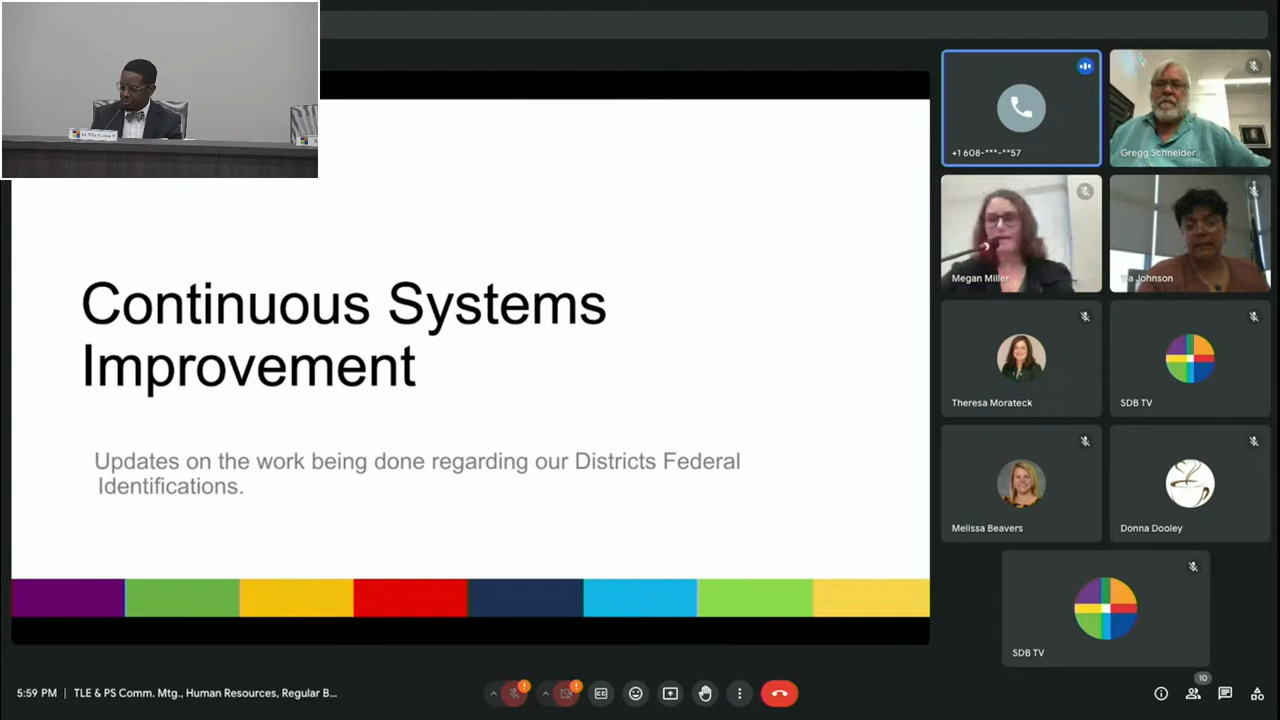 +1 608-***-**57
Gregg Schneider
Megan Miller
Johnson
Continuous Systems
Improvement
Theresa Morateck
SDB TV
Updates on the work being done regarding our Districts Federal
Identifications.
Melissa Beavers
Donna Dooley
SDB TV
5:59 PM | TLE & PS Comm. Mtg., Human Resources, Regular B...
10